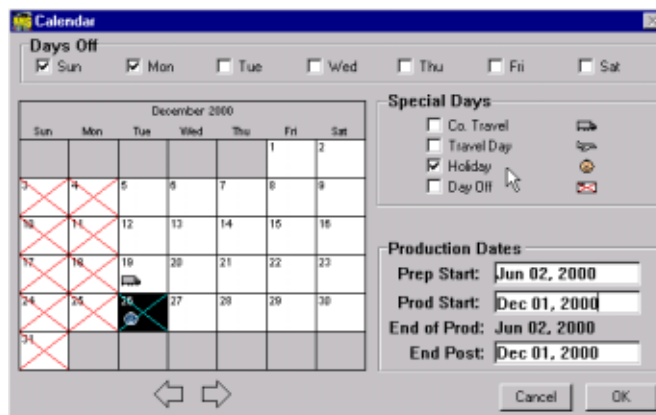 Calendar
Days Off
Sun Mon Tue Wed Thu Fri Sat
December 2000
Sun Mon Tue Wed Thu Fri Sat
1 2
3 4 5 6 7 8 9
10 11 12 13 14 15 16
17 18 19 20 21 22 23
24 25 26 27 28 29 30
31
Special Days
Co. Travel
Travel Day
Holiday
Day Off
Production Dates
Prep Start: Jun 02, 2000
Prod Start: Dec 01, 2000
End of Prod: Jun 02, 2000
End Post: Dec 01, 2000
Cancel OK